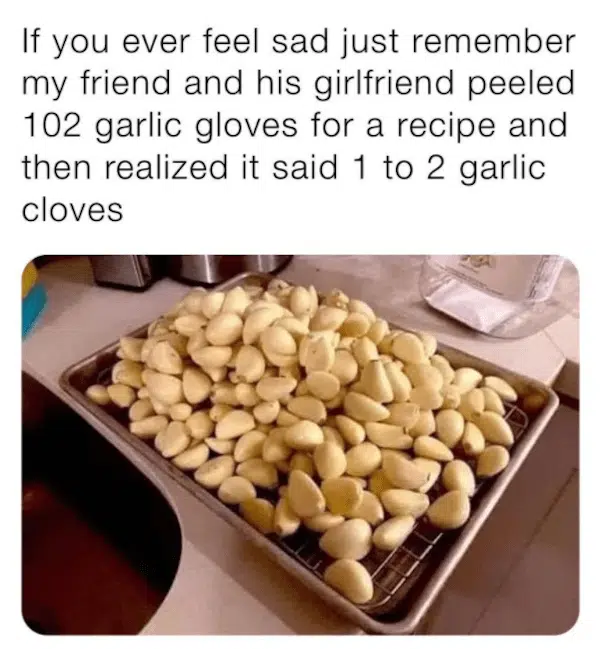 If you ever feel sad just remember
my friend and his girlfriend peeled
102 garlic gloves for a recipe and
then realized it said 1 to 2 garlic
cloves